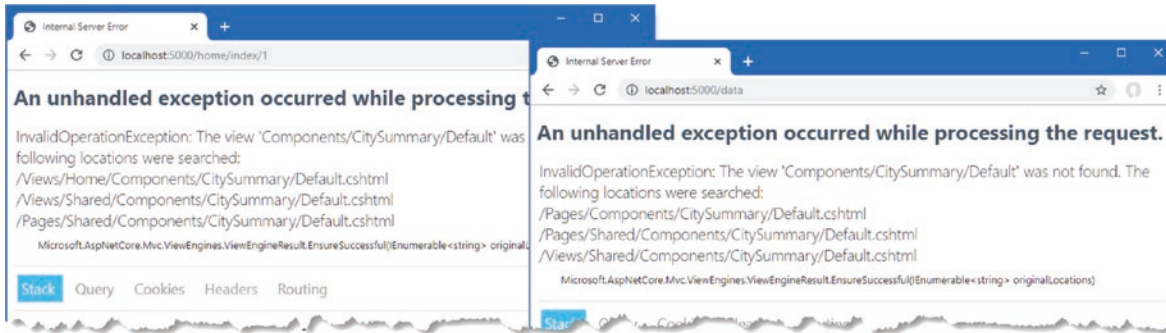 Internal Server Error
localhost:5000/home/index/1
An unhandled exception occurred while processing t
InvalidOperationException: The view 'Components/CitySummary/Default' was
following locations were searched:
/Views/Home/Components/CitySummary/Default.cshtml
/Views/Shared/Components/CitySummary/Default.cshtml
/Pages/Shared/Components/CitySummary/Default.cshtml
Microsoft.AspNetCore.Mvc.ViewEngines.ViewEngineResult.EnsureSuccessful(IEnumerable<string> originalL
Stack Query Cookies Headers Routing
Internal Server Error
localhost:5000/data
An unhandled exception occurred while processing the request.
InvalidOperationException: The view 'Components/CitySummary/Default' was not found. The
following locations were searched:
/Pages/Components/CitySummary/Default.cshtml
/Pages/Shared/Components/CitySummary/Default.cshtml
/Views/Shared/Components/CitySummary/Default.cshtml
Microsoft.AspNetCore.Mvc.ViewEngines.ViewEngineResult.EnsureSuccessful(IEnumerable<string> originalLocations)